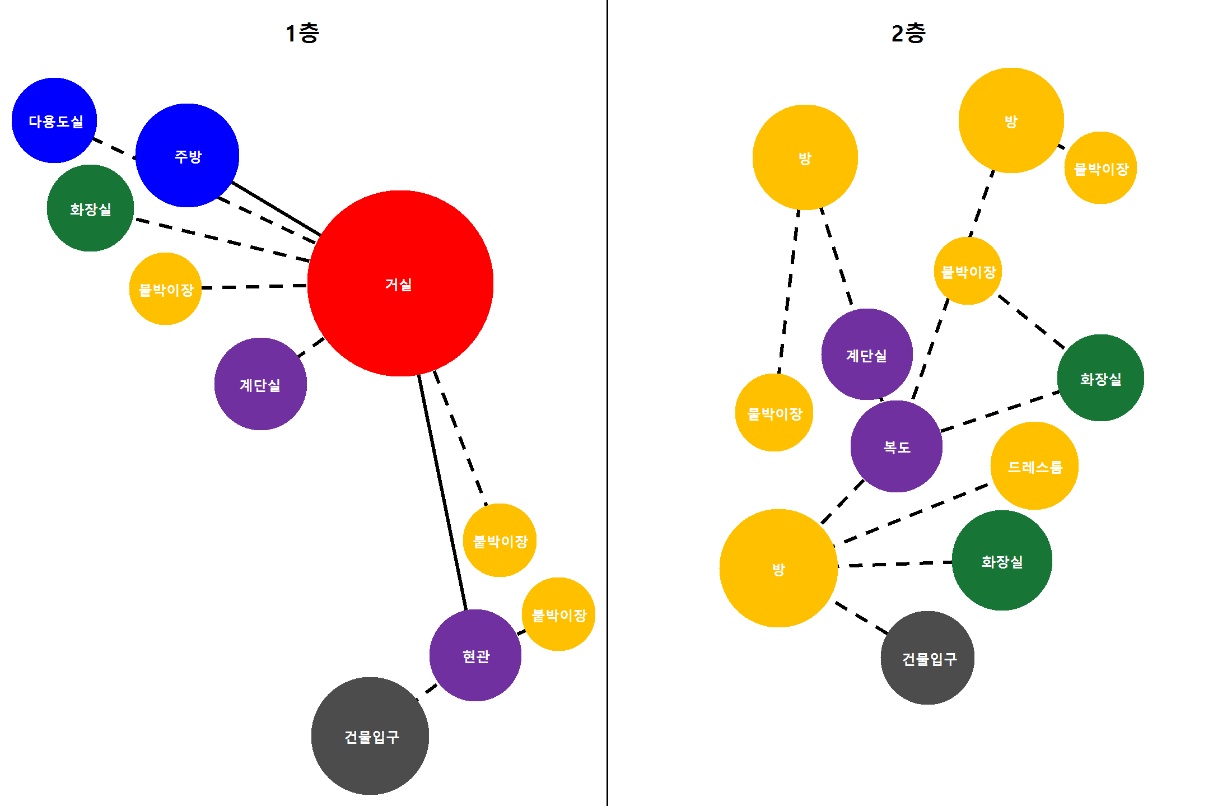 1층
다용도실
주방
화장실
거실
붙박이장
계단실
붙박이장
붙박이장
현관
건물입구
2층
방
방
붙박이장
붙박이장
계단실
화장실
붙박이장
복도
드레스룸
화장실
방
건물입구